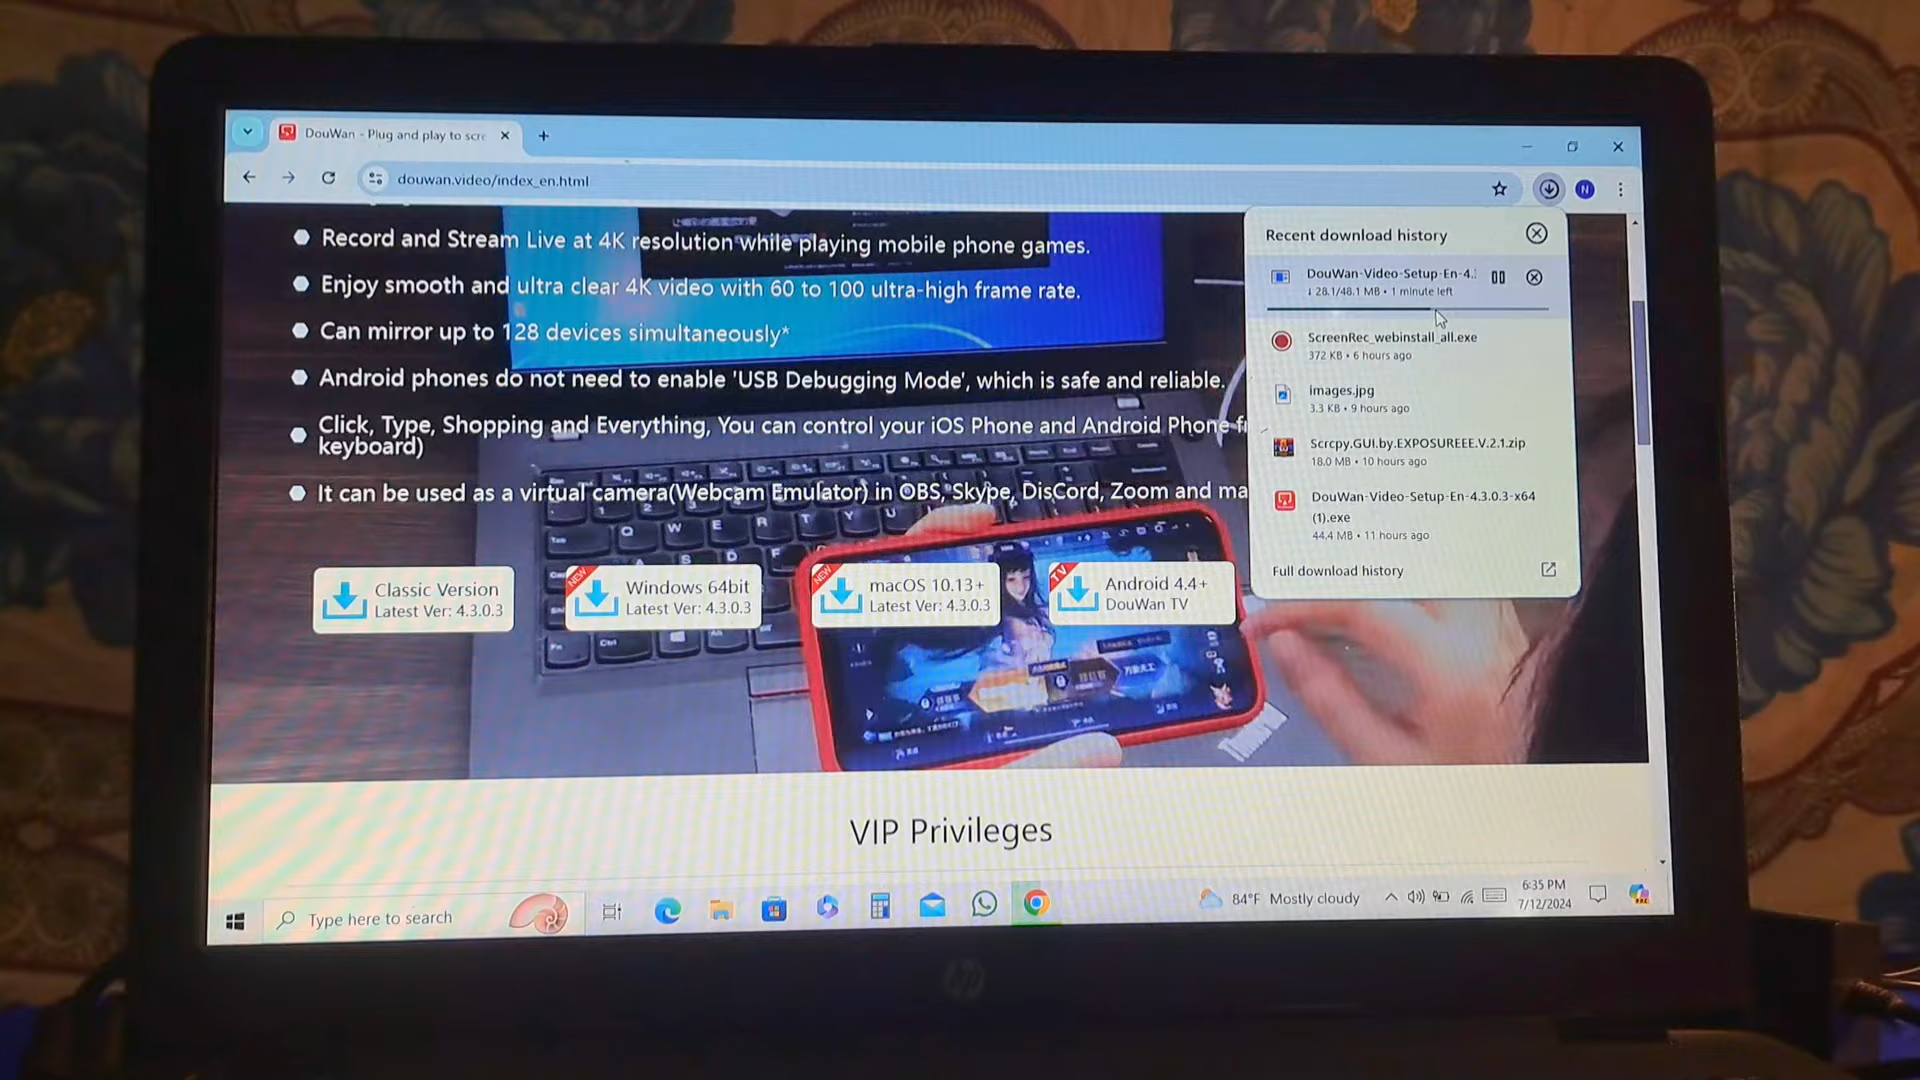 DouWan - Plug and play to scre
douwan.video/index_en.html
N
Record and Stream Live at 4K resolution while playing mobile phone games.
Enjoy smooth and ultra clear 4K video with 60 to 100 ultra-high frame rate.
Can mirror up to 128 devices simultaneously*
Android phones do not need to enable 'USB Debugging Mode', which is safe and reliable.
Click, Type, Shopping and Everything, You can control your iOS Phone and Android Phone f
keyboard)
It can be used as a virtual camera(Webcam Emulator) in OBS, Skype, DisCord, Zoom and ma
Recent download history
DouWan-Video-Setup-En-4.
↓ 28.1/48.1 MB • 1 minute left
ScreenRec_webinstall_all.exe
372 KB • 6 hours ago
images.jpg
3.3 KB • 9 hours ago
Scrcpy.GUI.by.EXPOSUREEE.V.2.1.zip
18.0 MB • 10 hours ago
DouWan-Video-Setup-En-4.3.0.3-x64
(1).exe
44.4 MB • 11 hours ago
Full download history
Classic Version
Latest Ver: 4.3.0.3
NEW
Windows 64bit
Latest Ver: 4.3.0.3
NEW
macOS 10.13+
Latest Ver: 4.3.0.3
TV
Android 4.4+
DouWan TV
VIP Privileges
Type here to search
84°F Mostly cloudy
6:35 PM
7/12/2024
hp